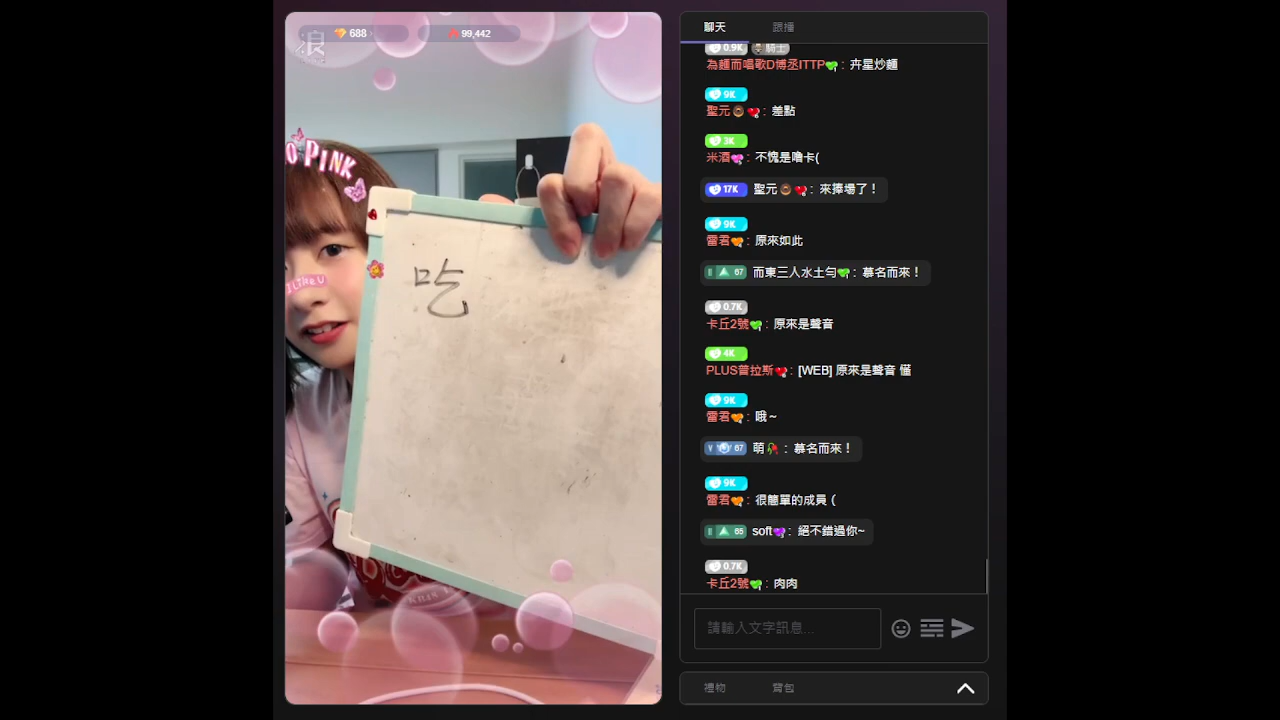 浪
688
99,442
O PINK
I LIKE U
吃
聊天
跟播
0.9K 騎士
為麵而唱歌D博丞ITTP: 卉星炒麵
9K
聖元: 差點
3K
米酒: 不愧是嚕卡(
17K 聖元: 來捧場了!
9K
雷君: 原來如此
II 67 而東三人水土勻: 慕名而來!
0.7K
卡丘2號: 原來是聲音
4K
PLUS普拉斯: [WEB] 原來是聲音 懂
9K
雷君: 哦~
V 67 萌: 慕名而來!
9K
雷君: 很簡單的成員 (
II 65 soft: 絕不錯過你~
0.7K
卡丘2號: 肉肉
請輸入文字訊息...
禮物
背包